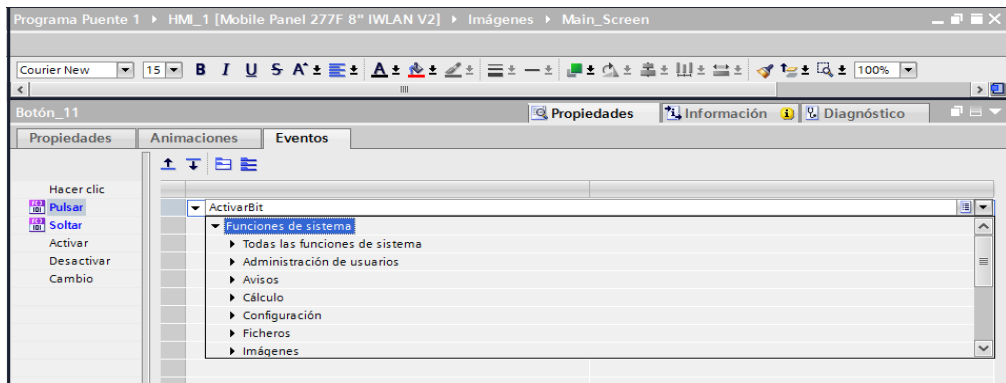 Programa Puente 1 ▸ HMI_1 [Mobile Panel 277F 8" IWLAN V2] ▸ Imágenes ▸ Main_Screen
Courier New 15 B I U S A A 100%
Botón_11 Propiedades Información Diagnóstico
Propiedades Animaciones Eventos
Hacer clic
Pulsar ActivarBit
Soltar Funciones de sistema
Activar Todas las funciones de sistema
Desactivar Administración de usuarios
Cambio Avisos
Cálculo
Configuración
Ficheros
Imágenes